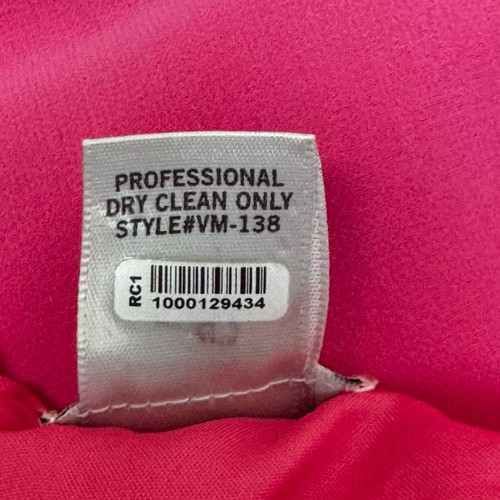 PROFESSIONAL
DRY CLEAN ONLY
STYLE#VM-138
RC1
1000129434